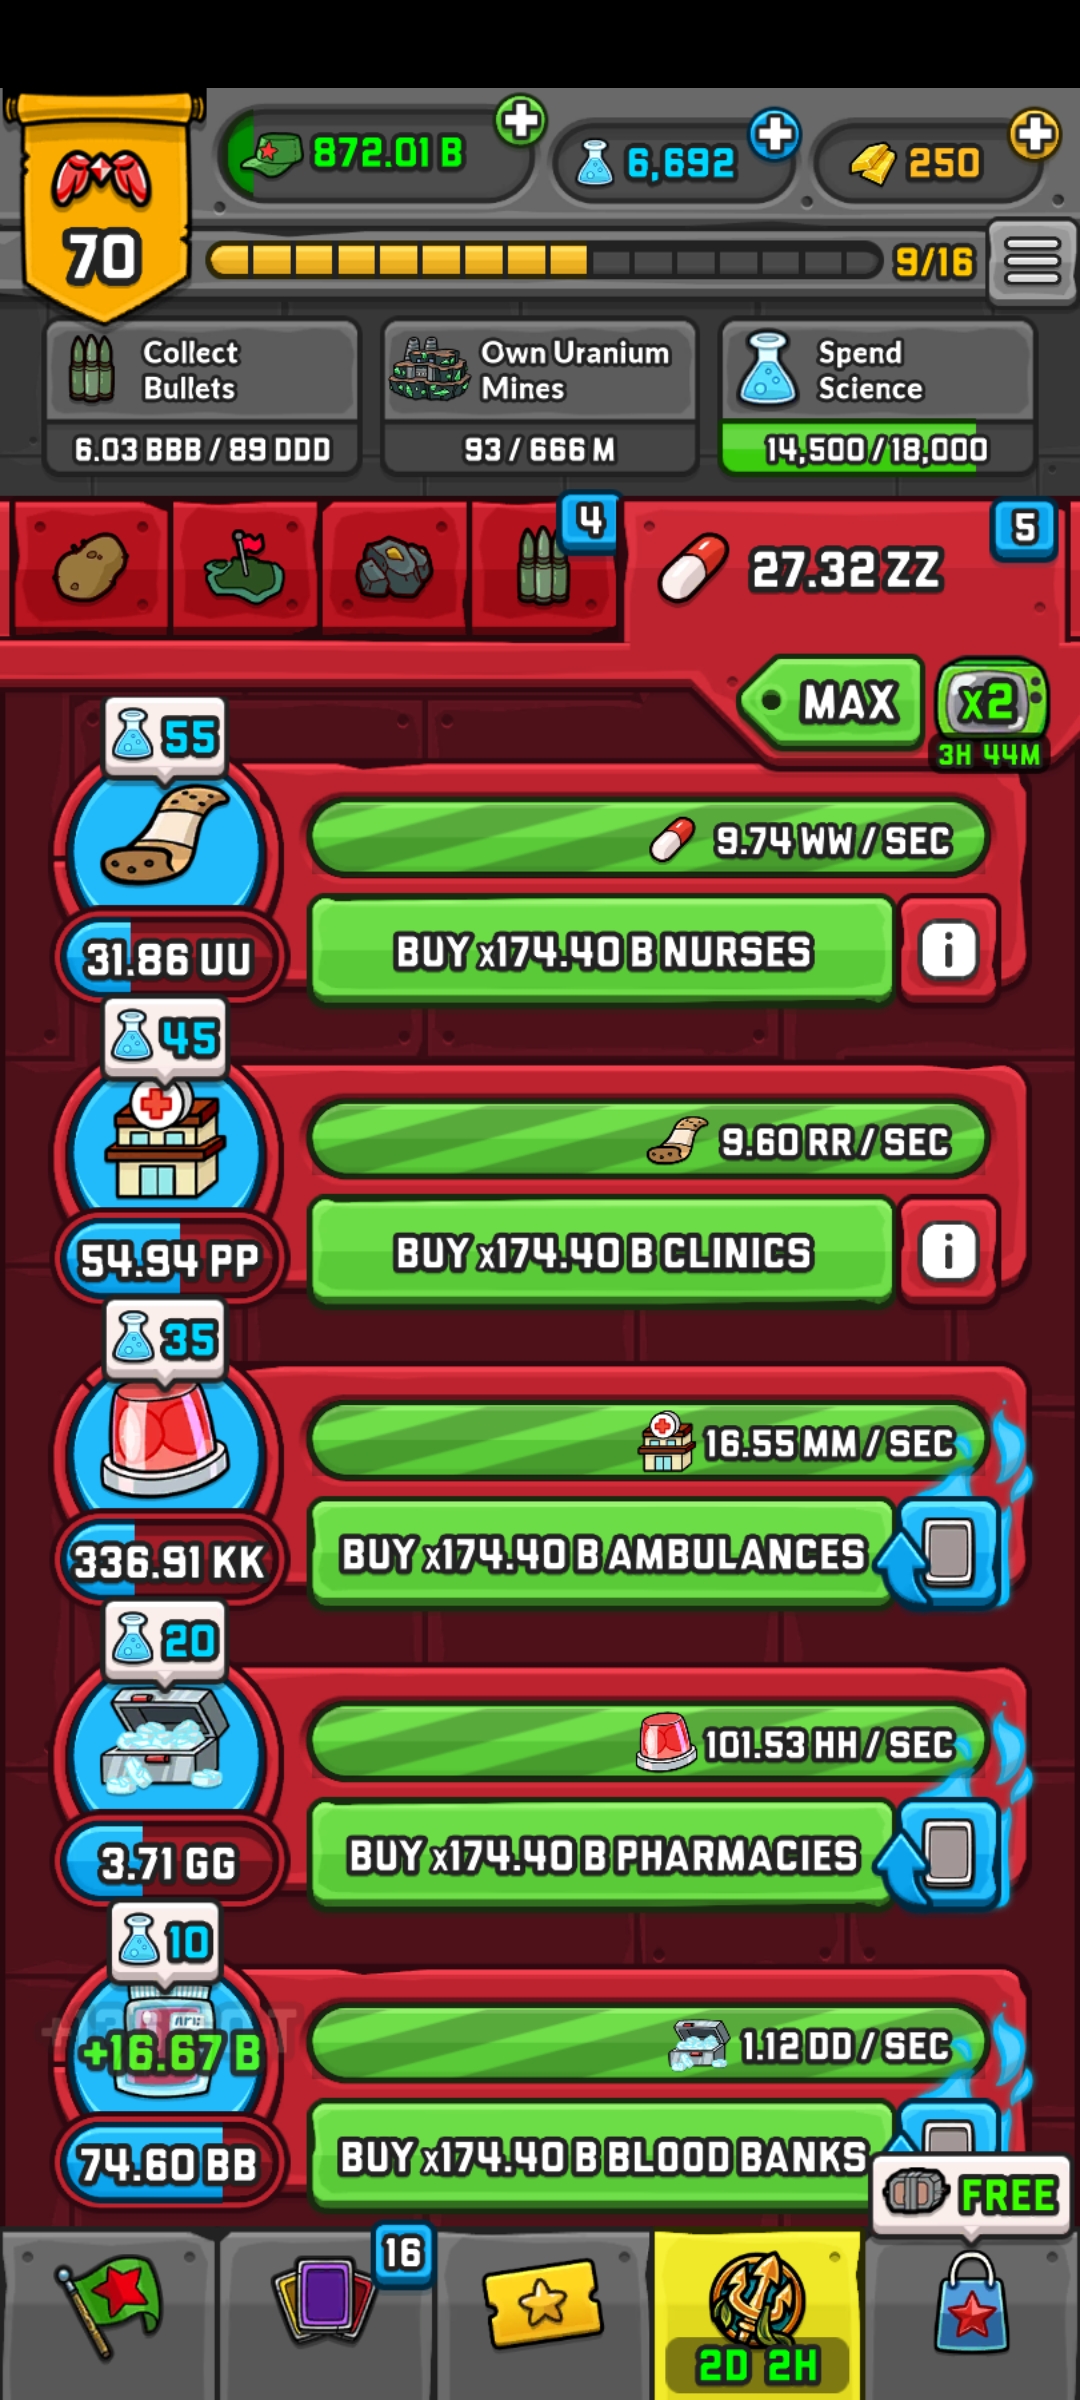 872.01 B
6,692
250
70
9/16
Collect
Bullets
6.03 BBB / 89 DDD
Own Uranium
Mines
93 / 666 M
Spend
Science
14,500/18,000
4
27.32 ZZ
5
MAX
x2
3H 44M
55
9.74 WW / SEC
31.86 UU
BUY x174.40 B NURSES
i
45
9.60 RR / SEC
54.94 PP
BUY x174.40 B CLINICS
i
35
16.55 MM / SEC
336.91 KK
BUY x174.40 B AMBULANCES
20
101.53 HH / SEC
3.71 GG
BUY x174.40 B PHARMACIES
10
+16.67 B
1.12 DD / SEC
74.60 BB
BUY x174.40 B BLOOD BANKS
FREE
16
2D 2H